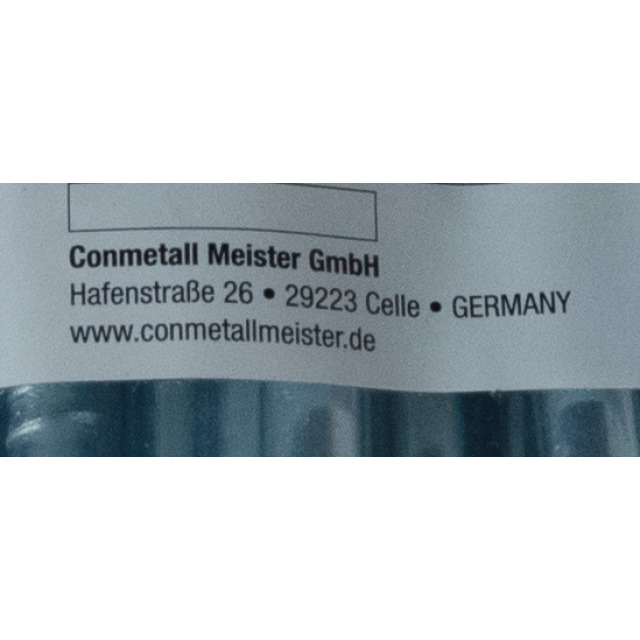 Conmetall Meister GmbH
Hafenstraße 26 • 29223 Celle • GERMANY
www.conmetallmeister.de